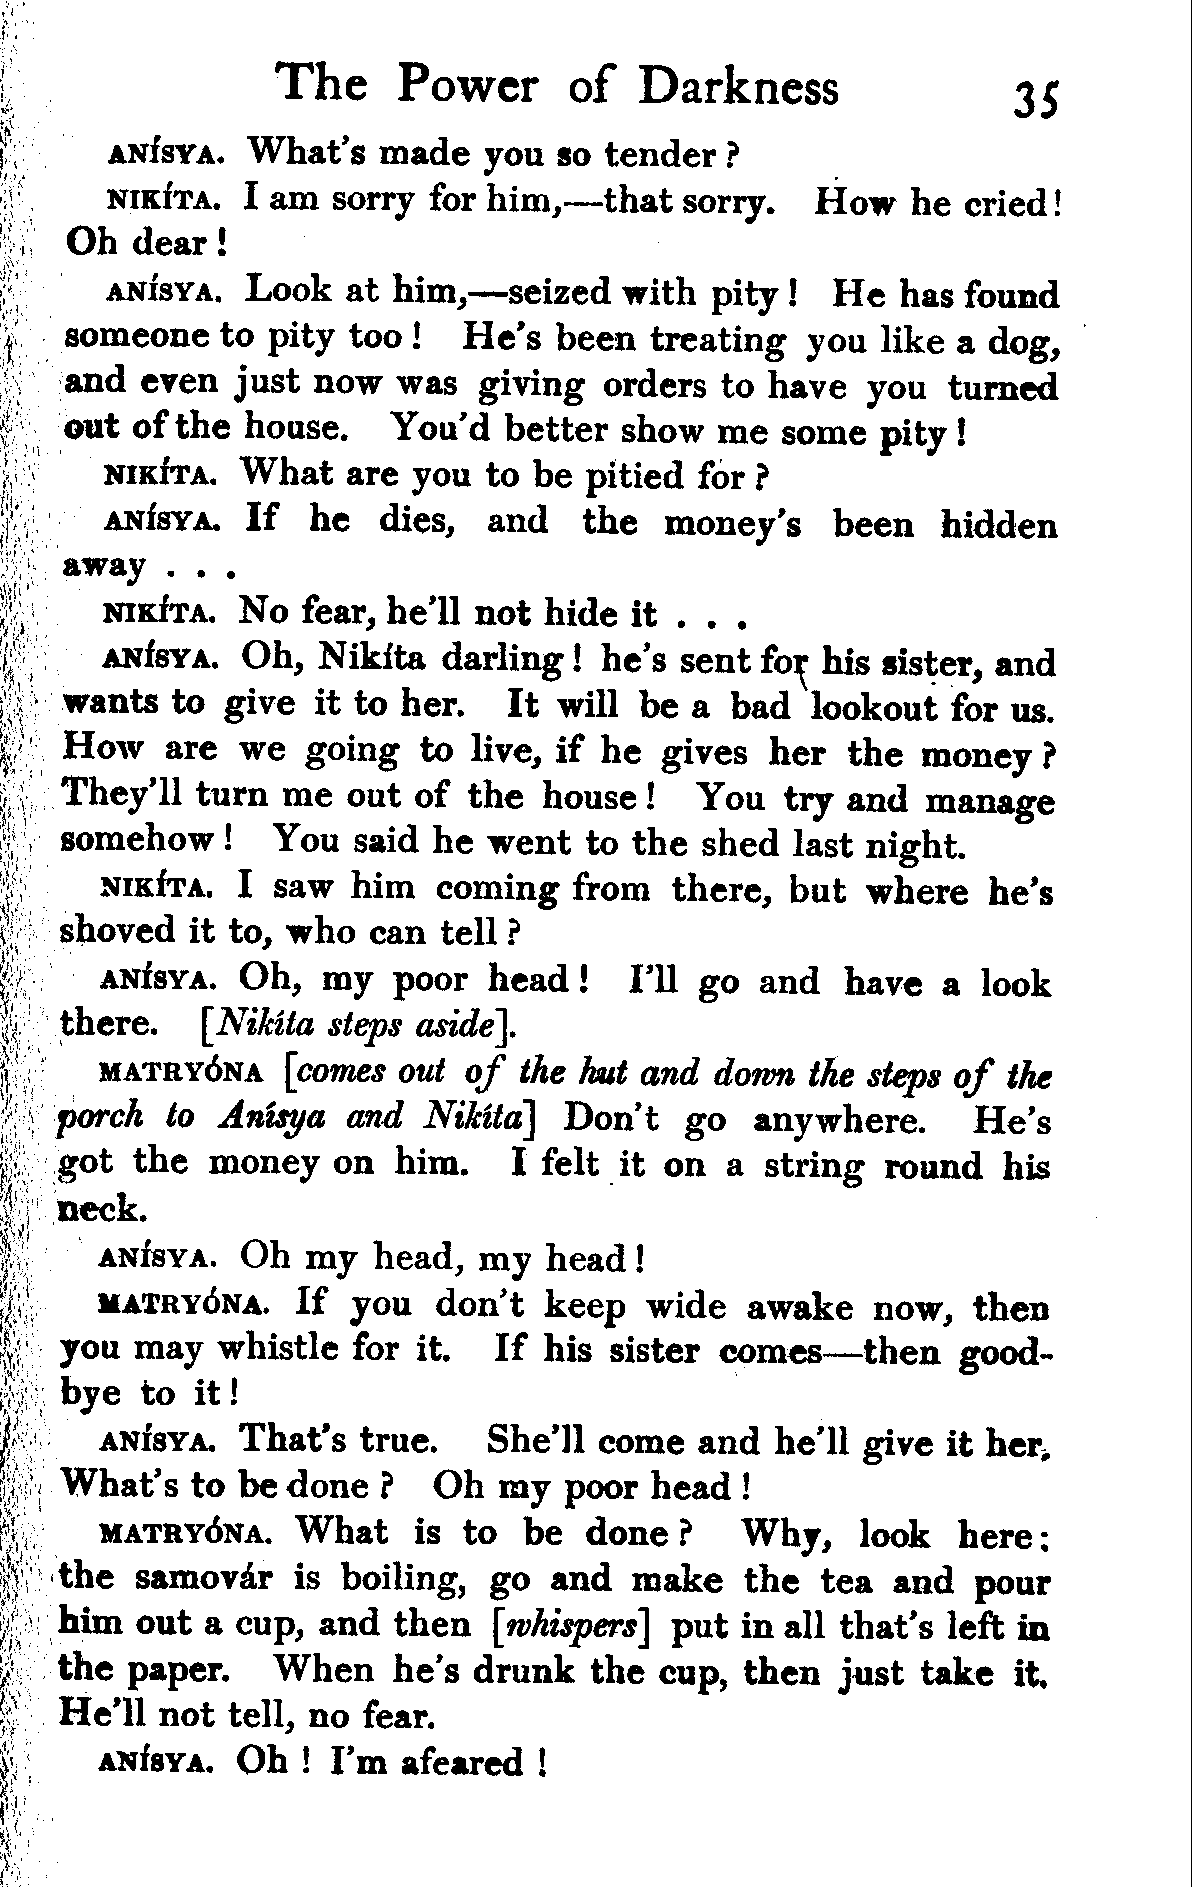 The Power of Darkness 35
ANÍSYA. What's made you so tender?
NIKÍTA. I am sorry for him,—that sorry. How he cried!
Oh dear!
ANÍSYA. Look at him,—seized with pity! He has found
someone to pity too! He's been treating you like a dog,
and even just now was giving orders to have you turned
out of the house. You'd better show me some pity!
NIKÍTA. What are you to be pitied for?
ANÍSYA. If he dies, and the money's been hidden
away . . .
NIKÍTA. No fear, he'll not hide it . . .
ANÍSYA. Oh, Nikíta darling! he's sent for his sister, and
wants to give it to her. It will be a bad lookout for us.
How are we going to live, if he gives her the money?
They'll turn me out of the house! You try and manage
somehow! You said he went to the shed last night.
NIKÍTA. I saw him coming from there, but where he's
shoved it to, who can tell?
ANÍSYA. Oh, my poor head! I'll go and have a look
there. [Nikíta steps aside].
MATRYÓNA [comes out of the hut and down the steps of the
porch to Anísya and Nikíta] Don't go anywhere. He's
got the money on him. I felt it on a string round his
neck.
ANÍSYA. Oh my head, my head!
MATRYÓNA. If you don't keep wide awake now, then
you may whistle for it. If his sister comes—then good-
bye to it!
ANÍSYA. That's true. She'll come and he'll give it her.
What's to be done? Oh my poor head!
MATRYÓNA. What is to be done? Why, look here:
the samovár is boiling, go and make the tea and pour
him out a cup, and then [whispers] put in all that's left in
the paper. When he's drunk the cup, then just take it.
He'll not tell, no fear.
ANÍSYA. Oh! I'm afeared!